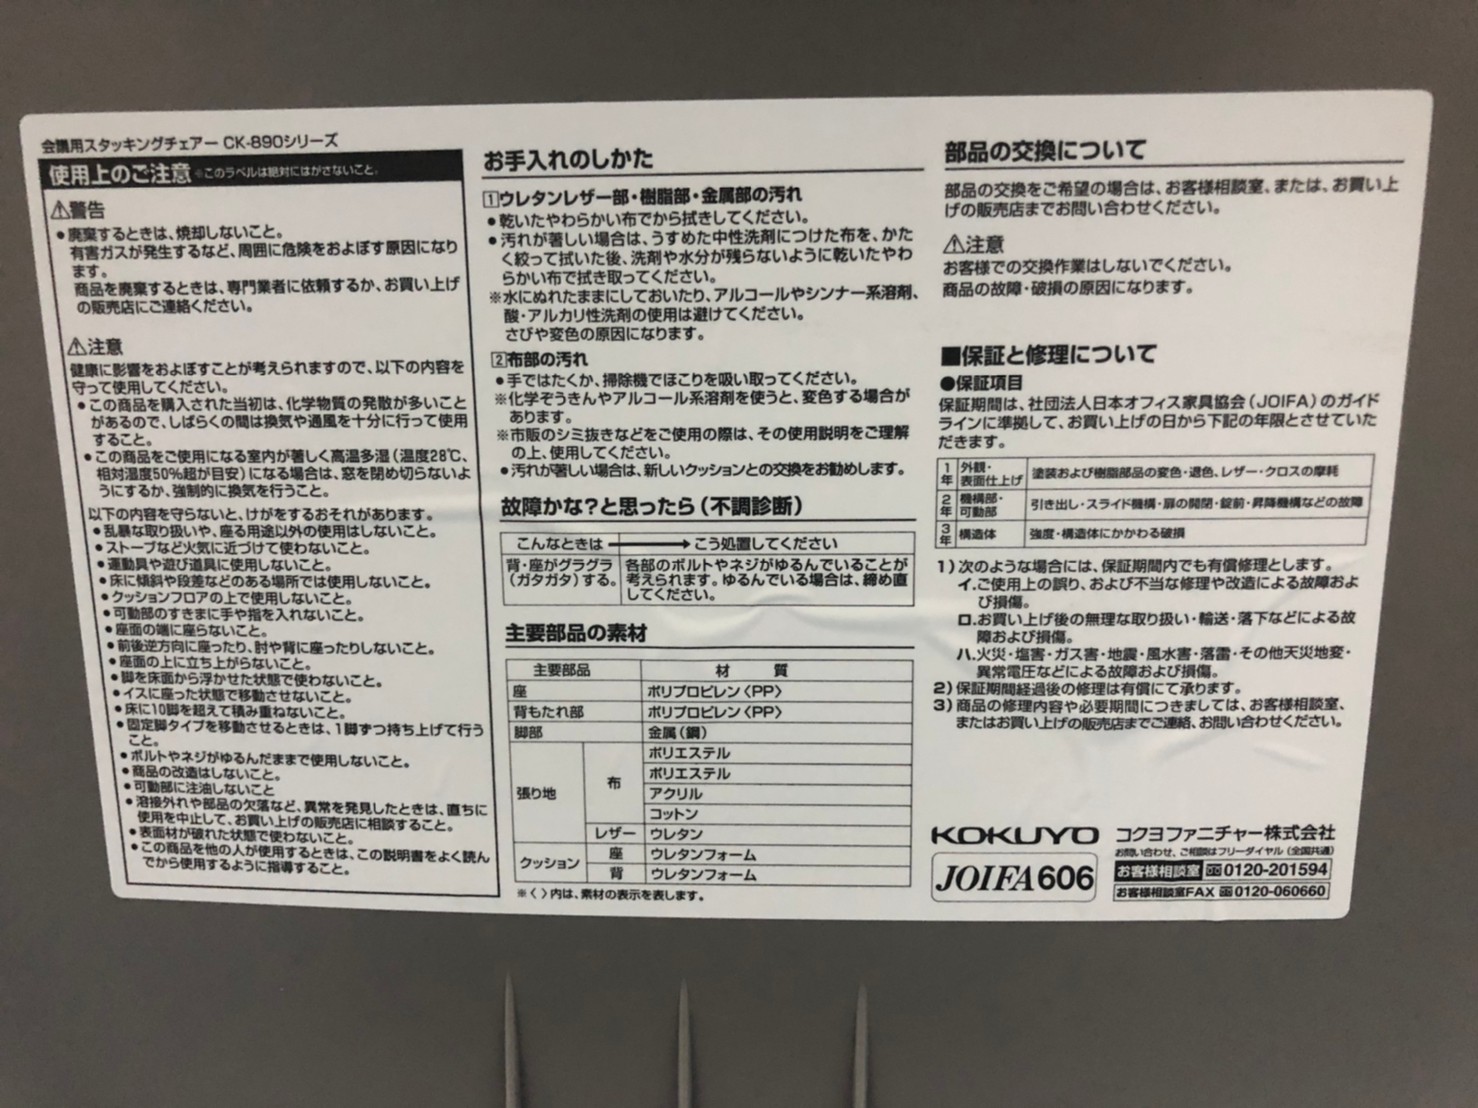 会議用スタッキングチェアー CK-890シリーズ
使用上のご注意 ※このラベルは絶対にはがさないこと。
⚠警告
●廃棄するときは、焼却しないこと。
有害ガスが発生するなど、周囲に危険をおよぼす原因になり
ます。
商品を廃棄するときは、専門業者に依頼するか、お買い上げ
の販売店にご連絡ください。
⚠注意
健康に影響をおよぼすことが考えられますので、以下の内容を
守って使用してください。
●この商品を購入された当初は、化学物質の発散が多いこと
があるので、しばらくの間は換気や通風を十分に行って使用
すること。
●この商品をご使用になる室内が著しく高温多湿(温度28℃、
相対湿度50%超が目安)になる場合は、窓を閉め切らないよ
うにするか、強制的に換気を行うこと。
以下の内容を守らないと、けがをするおそれがあります。
●乱暴な取り扱いや、座る用途以外の使用はしないこと。
●ストーブなど火気に近づけて使わないこと。
●運動具や遊び道具に使用しないこと。
●床に傾斜や段差などのある場所では使用しないこと。
●クッションフロアの上で使用しないこと。
●可動部のすきまに手や指を入れないこと。
●座面の端に座らないこと。
●前後逆方向に座ったり、肘や背に座ったりしないこと。
●座面の上に立ち上がらないこと。
●脚を床面から浮かせた状態で使わないこと。
●イスに座った状態で移動させないこと。
●床に10脚を超えて積み重ねないこと。
●固定脚タイプを移動させるときは、1脚ずつ持ち上げて行う
こと。
●ボルトやネジがゆるんだままで使用しないこと。
●商品の改造はしないこと。
●可動部に注油しないこと
●溶接外れや部品の欠落など、異常を発見したときは、直ちに
使用を中止して、お買い上げの販売店に相談すること。
●表面材が破れた状態で使わないこと。
●この商品を他の人が使用するときは、この説明書をよく読ん
でから使用するように指導すること。
お手入れのしかた
1ウレタンレザー部・樹脂部・金属部の汚れ
●乾いたやわらかい布でから拭きしてください。
●汚れが著しい場合は、うすめた中性洗剤につけた布を、かた
く絞って拭いた後、洗剤や水分が残らないように乾いたやわ
らかい布で拭き取ってください。
※水にぬれたままにしておいたり、アルコールやシンナー系溶剤、
酸・アルカリ性洗剤の使用は避けてください。
さびや変色の原因になります。
2布部の汚れ
●手ではたくか、掃除機でほこりを吸い取ってください。
※化学ぞうきんやアルコール系溶剤を使うと、変色する場合が
あります。
※市販のシミ抜きなどをご使用の際は、その使用説明をご理解
の上、使用してください。
●汚れが著しい場合は、新しいクッションとの交換をお勧めします。
故障かな?と思ったら(不調診断)
こんなときは → こう処置してください
背・座がグラグラ 各部のボルトやネジがゆるんでいることが
(ガタガタ)する。 考えられます。ゆるんでいる場合は、締め直
してください。
主要部品の素材
主要部品 材 質
座 ポリプロピレン〈PP〉
背もたれ部 ポリプロピレン〈PP〉
脚部 金属(鋼)
張り地 布 ポリエステル
ポリエステル
アクリル
コットン
レザー ウレタン
クッション 座 ウレタンフォーム
背 ウレタンフォーム
※〈 〉内は、素材の表示を表します。
部品の交換について
部品の交換をご希望の場合は、お客様相談室、または、お買い上
げの販売店までお問い合わせください。
⚠注意
お客様での交換作業はしないでください。
商品の故障・破損の原因になります。
■保証と修理について
●保証項目
保証期間は、社団法人日本オフィス家具協会(JOIFA)のガイド
ラインに準拠して、お買い上げの日から下記の年限とさせていた
だきます。
1年 外観・表面仕上げ 塗装および樹脂部品の変色・退色、レザー・クロスの摩耗
2年 機構部・可動部 引き出し・スライド機構・扉の開閉・錠前・昇降機構などの故障
3年 構造体 強度・構造体にかかわる破損
1)次のような場合には、保証期間内でも有償修理とします。
イ.ご使用上の誤り、および不当な修理や改造による故障およ
び損傷。
ロ.お買い上げ後の無理な取り扱い・輸送・落下などによる故
障および損傷。
ハ.火災・塩害・ガス害・地震・風水害・落雷・その他天災地変・
異常電圧などによる故障および損傷。
2)保証期間経過後の修理は有償にて承ります。
3)商品の修理内容や必要期間につきましては、お客様相談室、
またはお買い上げの販売店までご連絡、お問い合わせください。
KOKUYO コクヨファニチャー株式会社
お問い合わせ、ご相談はフリーダイヤル(全国共通)
JOIFA606 お客様相談室 0120-201594
お客様相談室FAX 0120-060660